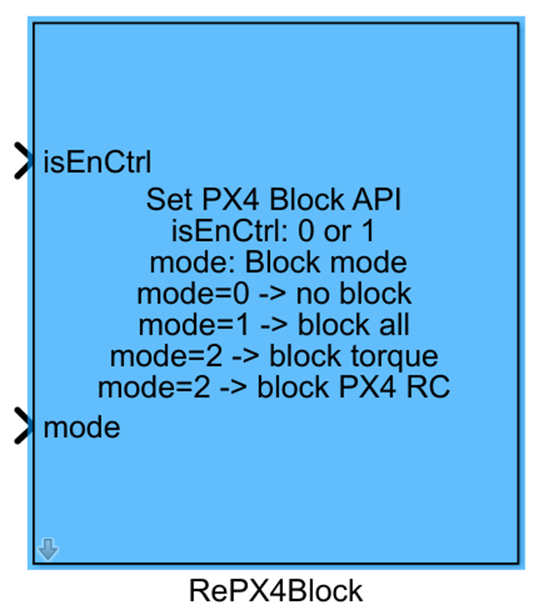 isEnCtrl
Set PX4 Block API
isEnCtrl: 0 or 1
mode: Block mode
mode=0 -> no block
mode=1 -> block all
mode=2 -> block torque
mode=2 -> block PX4 RC
mode
RePX4Block